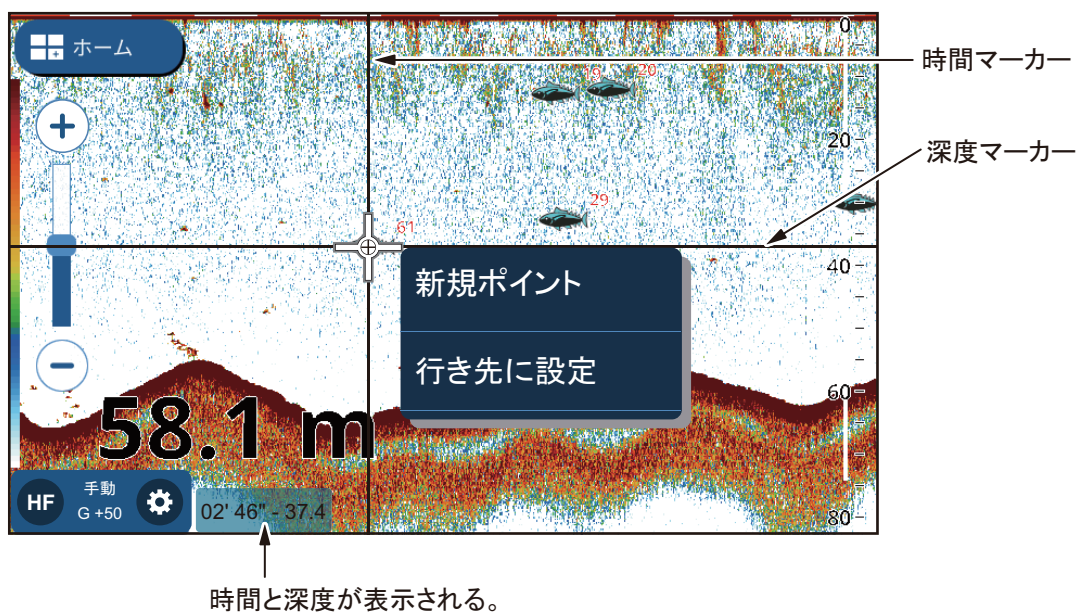 ホーム
0
時間マーカー
19
20
20
深度マーカー
29
61
新規ポイント
40
行き先に設定
60
58.1 m
HF
手動
G +50
02' 46" - 37.4
80
時間と深度が表示される。